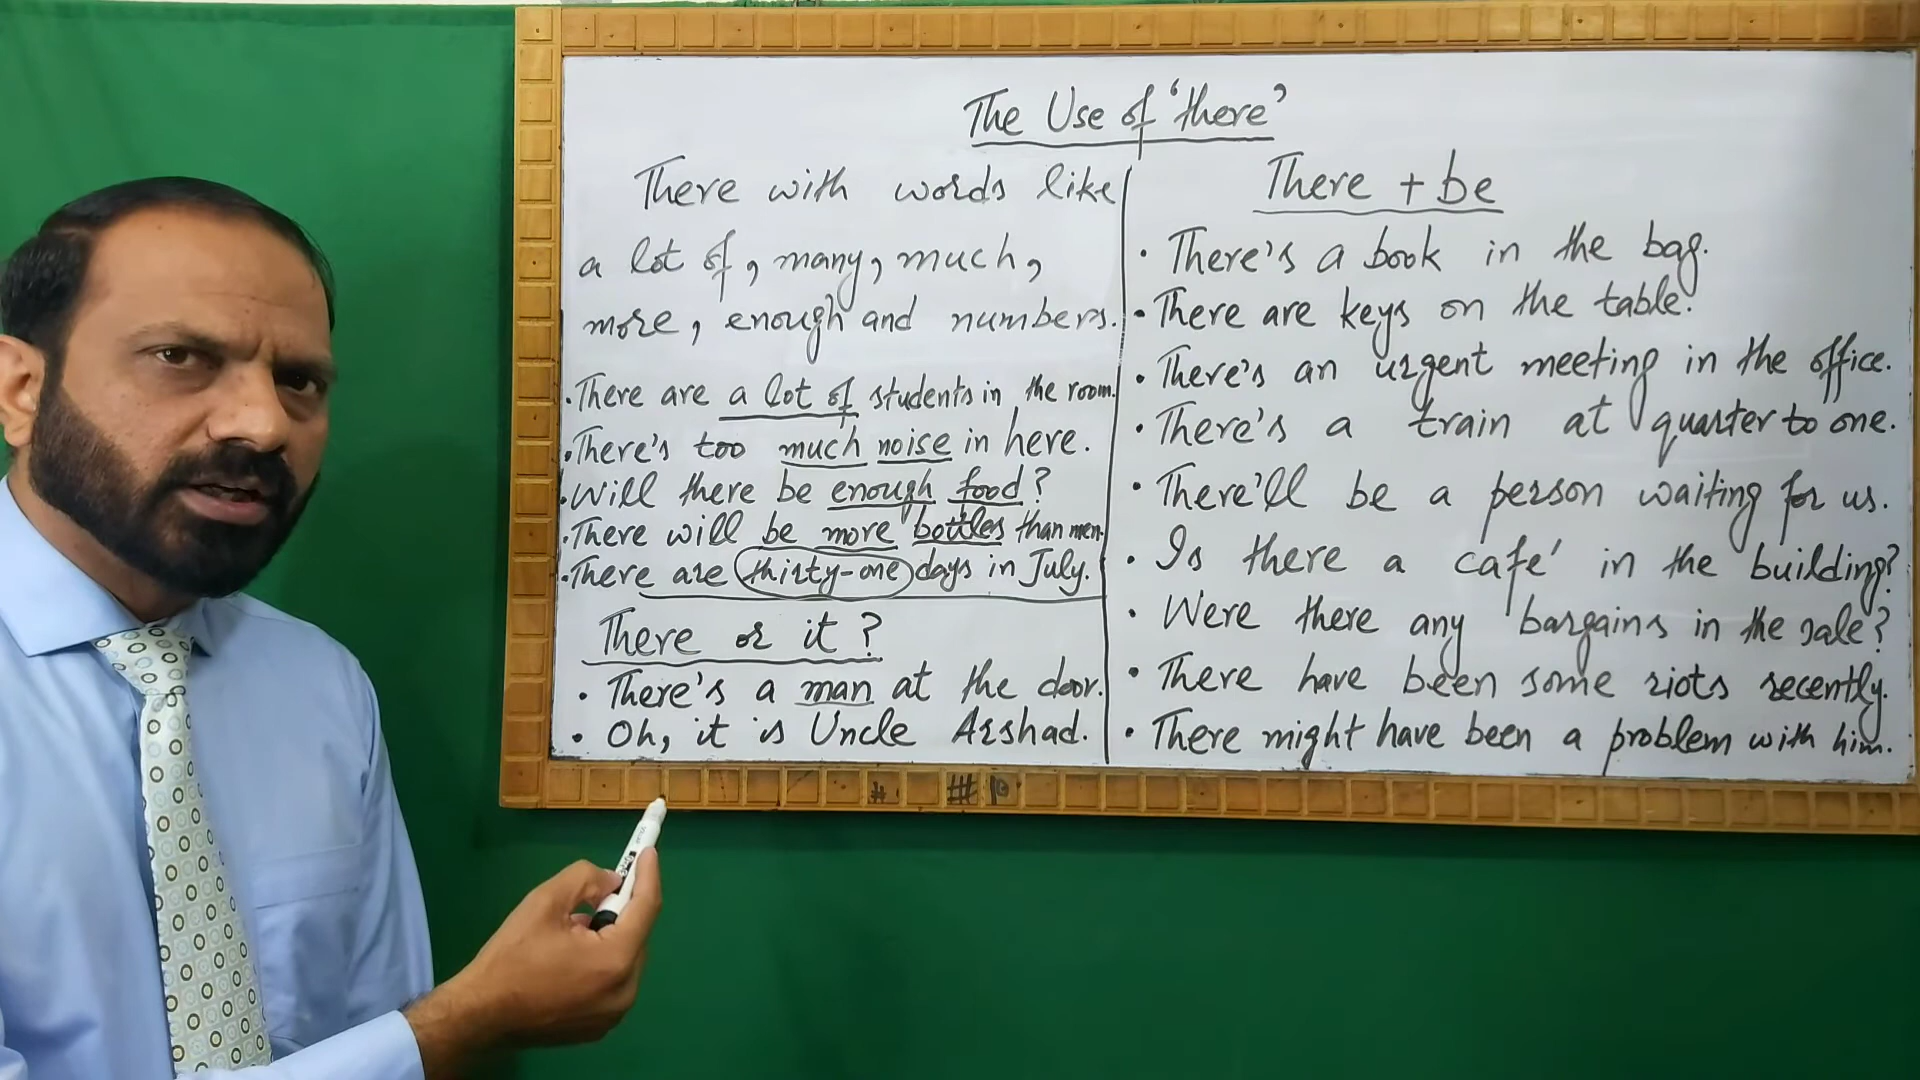 The Use of 'there'
There with words like
a lot of, many, much,
more, enough and numbers.
• There are a lot of students in the room.
• There's too much noise in here.
• Will there be enough food?
• There will be more bottles than men.
• There are thirty-one days in July.
There or it?
• There's a man at the door.
• Oh, it is Uncle Arshad.
There + be
• There's a book in the bag.
• There are keys on the table.
• There's an urgent meeting in the office.
• There's a train at quarter to one.
• There'll be a person waiting for us.
• Is there a café in the building?
• Were there any bargains in the sale?
• There have been some riots recently.
• There might have been a problem with him.